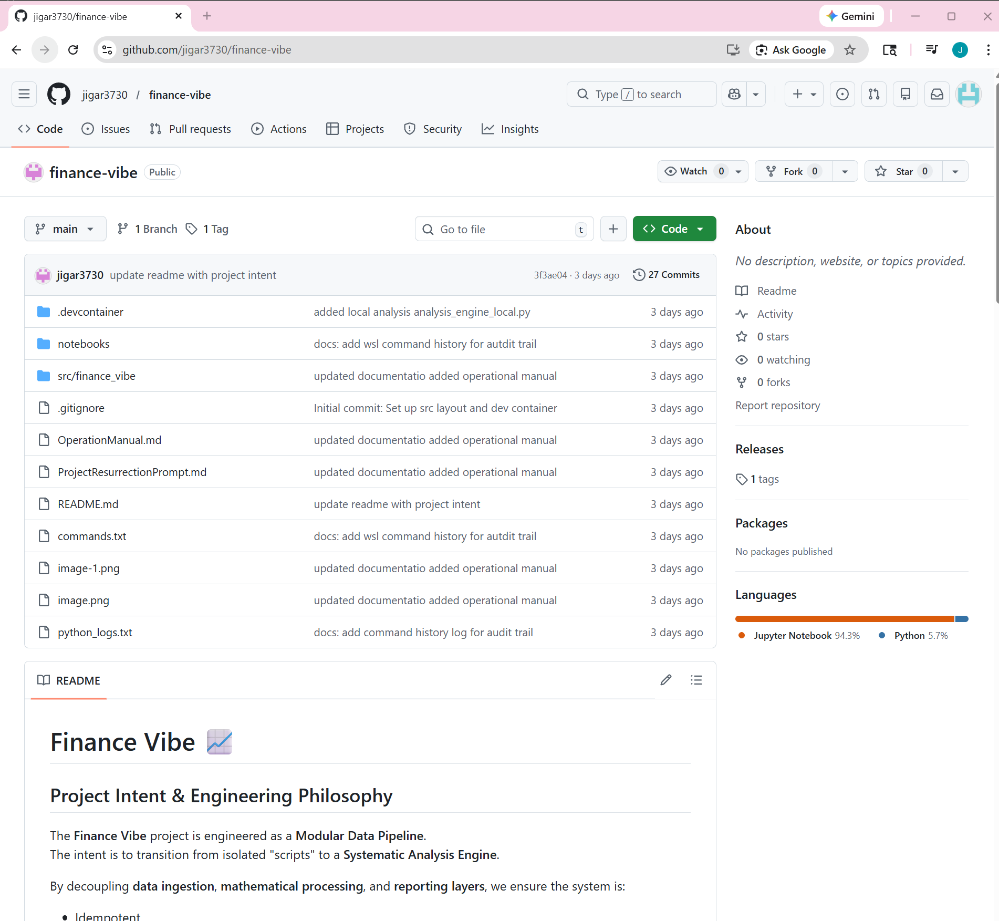 jigar3730/finance-vibe
Gemini
github.com/jigar3730/finance-vibe
Ask Google
J
jigar3730 / finance-vibe
Type / to search
Code Issues Pull requests Actions Projects Security Insights
finance-vibe Public
Watch 0
Fork 0
Star 0
main 1 Branch 1 Tag
Go to file t
Code
jigar3730 update readme with project intent 3f3ae04 · 3 days ago 27 Commits
.devcontainer added local analysis analysis_engine_local.py 3 days ago
notebooks docs: add wsl command history for autdit trail 3 days ago
src/finance_vibe updated documentatio added operational manual 3 days ago
.gitignore Initial commit: Set up src layout and dev container 3 days ago
OperationManual.md updated documentatio added operational manual 3 days ago
ProjectResurrectionPrompt.md updated documentatio added operational manual 3 days ago
README.md update readme with project intent 3 days ago
commands.txt docs: add wsl command history for autdit trail 3 days ago
image-1.png updated documentatio added operational manual 3 days ago
image.png updated documentatio added operational manual 3 days ago
python_logs.txt docs: add command history log for audit trail 3 days ago
README
Finance Vibe
Project Intent & Engineering Philosophy
The Finance Vibe project is engineered as a Modular Data Pipeline.
The intent is to transition from isolated "scripts" to a Systematic Analysis Engine.
By decoupling data ingestion, mathematical processing, and reporting layers, we ensure the system is:
• Idempotent
About
No description, website, or topics provided.
Readme
Activity
0 stars
0 watching
0 forks
Report repository
Releases
1 tags
Packages
No packages published
Languages
Jupyter Notebook 94.3% Python 5.7%